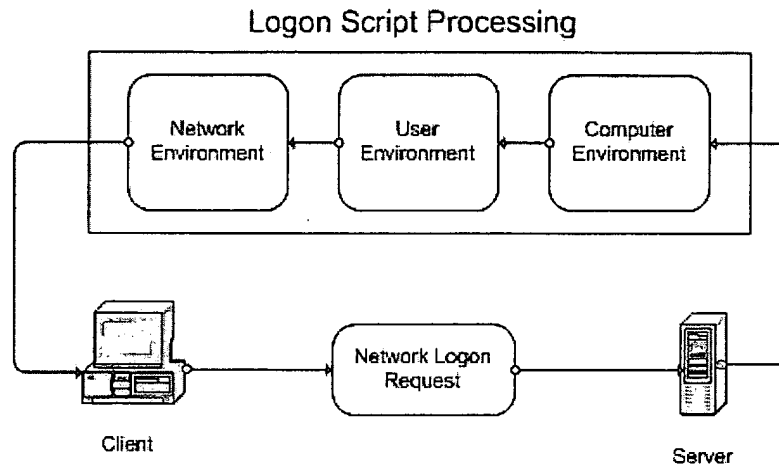 Logon Script Processing
Network
Environment
User
Environment
Computer
Environment
Network Logon
Request
Client
Server